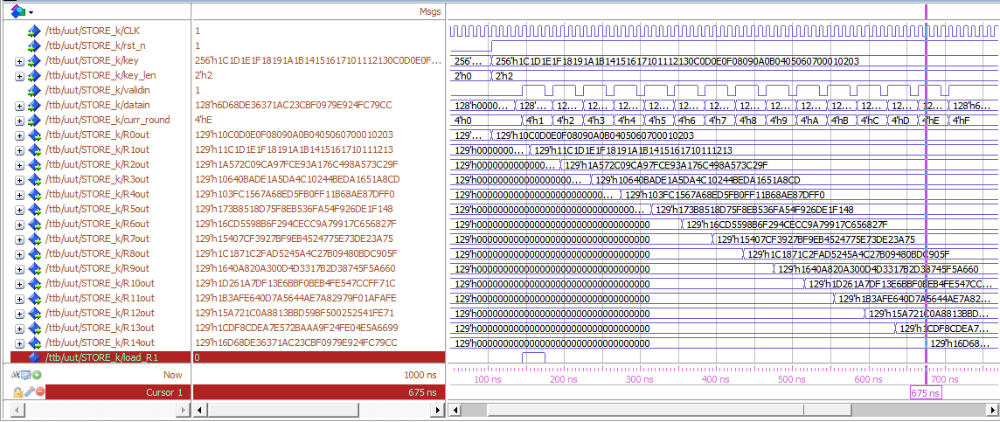 Msgs
/ttb/uut/STORE_k/CLK 1
/ttb/uut/STORE_k/rst_n 1
/ttb/uut/STORE_k/key 256'h1C1D1E1F18191A1B14151617101112130C0D0E0F... 256'... 256'h1C1D1E1F18191A1B14151617101112130C0D0E0F08090A0B0405060700010203
/ttb/uut/STORE_k/key_len 2'h2 2'h0 2'h2
/ttb/uut/STORE_k/validin 1
/ttb/uut/STORE_k/datain 128'h6D68DE36371AC23CBF0979E924FC79CC 128'h0000... 128'... 12... 12... 12... 12... 12... 12... 12... 12... 12... 12... 12... 12... 12... 128'h6...
/ttb/uut/STORE_k/curr_round 4'hE 4'h0 4'h1 4'h2 4'h3 4'h4 4'h5 4'h6 4'h7 4'h8 4'h9 4'hA 4'hB 4'hC 4'hD 4'hE 4'hF
/ttb/uut/STORE_k/R0out 129'h10C0D0E0F08090A0B0405060700010203 129'... 129'h10C0D0E0F08090A0B0405060700010203
/ttb/uut/STORE_k/R1out 129'h11C1D1E1F18191A1B1415161710111213 129'h0000000... 129'h11C1D1E1F18191A1B1415161710111213
/ttb/uut/STORE_k/R2out 129'h1A572C09CA97FCE93A176C498A573C29F 129'h0000000000000... 129'h1A572C09CA97FCE93A176C498A573C29F
/ttb/uut/STORE_k/R3out 129'h10640BADE1A5DA4C10244BEDA1651A8CD 129'h0000000000000000000... 129'h10640BADE1A5DA4C10244BEDA1651A8CD
/ttb/uut/STORE_k/R4out 129'h103FC1567A68ED5FB0FF11B68AE87DFF0 129'h000000000000000000000000... 129'h103FC1567A68ED5FB0FF11B68AE87DFF0
/ttb/uut/STORE_k/R5out 129'h173B8518D75F8EB536FA54F926DE1F148 129'h000000000000000000000000000000... 129'h173B8518D75F8EB536FA54F926DE1F148
/ttb/uut/STORE_k/R6out 129'h16CD5598B6F294CECC9A79917C656827F 129'h000000000000000000000000000000000 129'h16CD5598B6F294CECC9A79917C656827F
/ttb/uut/STORE_k/R7out 129'h15407CF3927BF9EB4524775E73DE23A75 129'h000000000000000000000000000000000 129'h15407CF3927BF9EB4524775E73DE23A75
/ttb/uut/STORE_k/R8out 129'h1C1871C2FAD5245A4C27B09480BDC905F 129'h000000000000000000000000000000000 129'h1C1871C2FAD5245A4C27B09480BDC905F
/ttb/uut/STORE_k/R9out 129'h1640A820A300D4D3317B2D38745F5A660 129'h000000000000000000000000000000000 129'h1640A820A300D4D3317B2D38745F5A660
/ttb/uut/STORE_k/R10out 129'h1D261A7DF13E6BBF0BEB4FE547CCFF71C 129'h000000000000000000000000000000000 129'h1D261A7DF13E6BBF0BEB4FE547CC...
/ttb/uut/STORE_k/R11out 129'h1B3AFE640D7A5644AE7A82979F01AFAFE 129'h000000000000000000000000000000000 129'h1B3AFE640D7A5644AE7A82...
/ttb/uut/STORE_k/R12out 129'h15A721C0A8813BBD59BF500252541FE71 129'h000000000000000000000000000000000 129'h15A721C0A8813BBD...
/ttb/uut/STORE_k/R13out 129'h1CDF8CDEA7E572BAAA9F24FE04E5A6699 129'h000000000000000000000000000000000 129'h1CDF8CDEA7...
/ttb/uut/STORE_k/R14out 129'h16D68DE36371AC23CBF0979E924FC79CC 129'h000000000000000000000000000000000 129'h16D68...
/ttb/uut/STORE_k/load_R1 0
Now 1000 ns 100 ns 200 ns 300 ns 400 ns 500 ns 600 ns 700 ns
Cursor 1 675 ns 675 ns